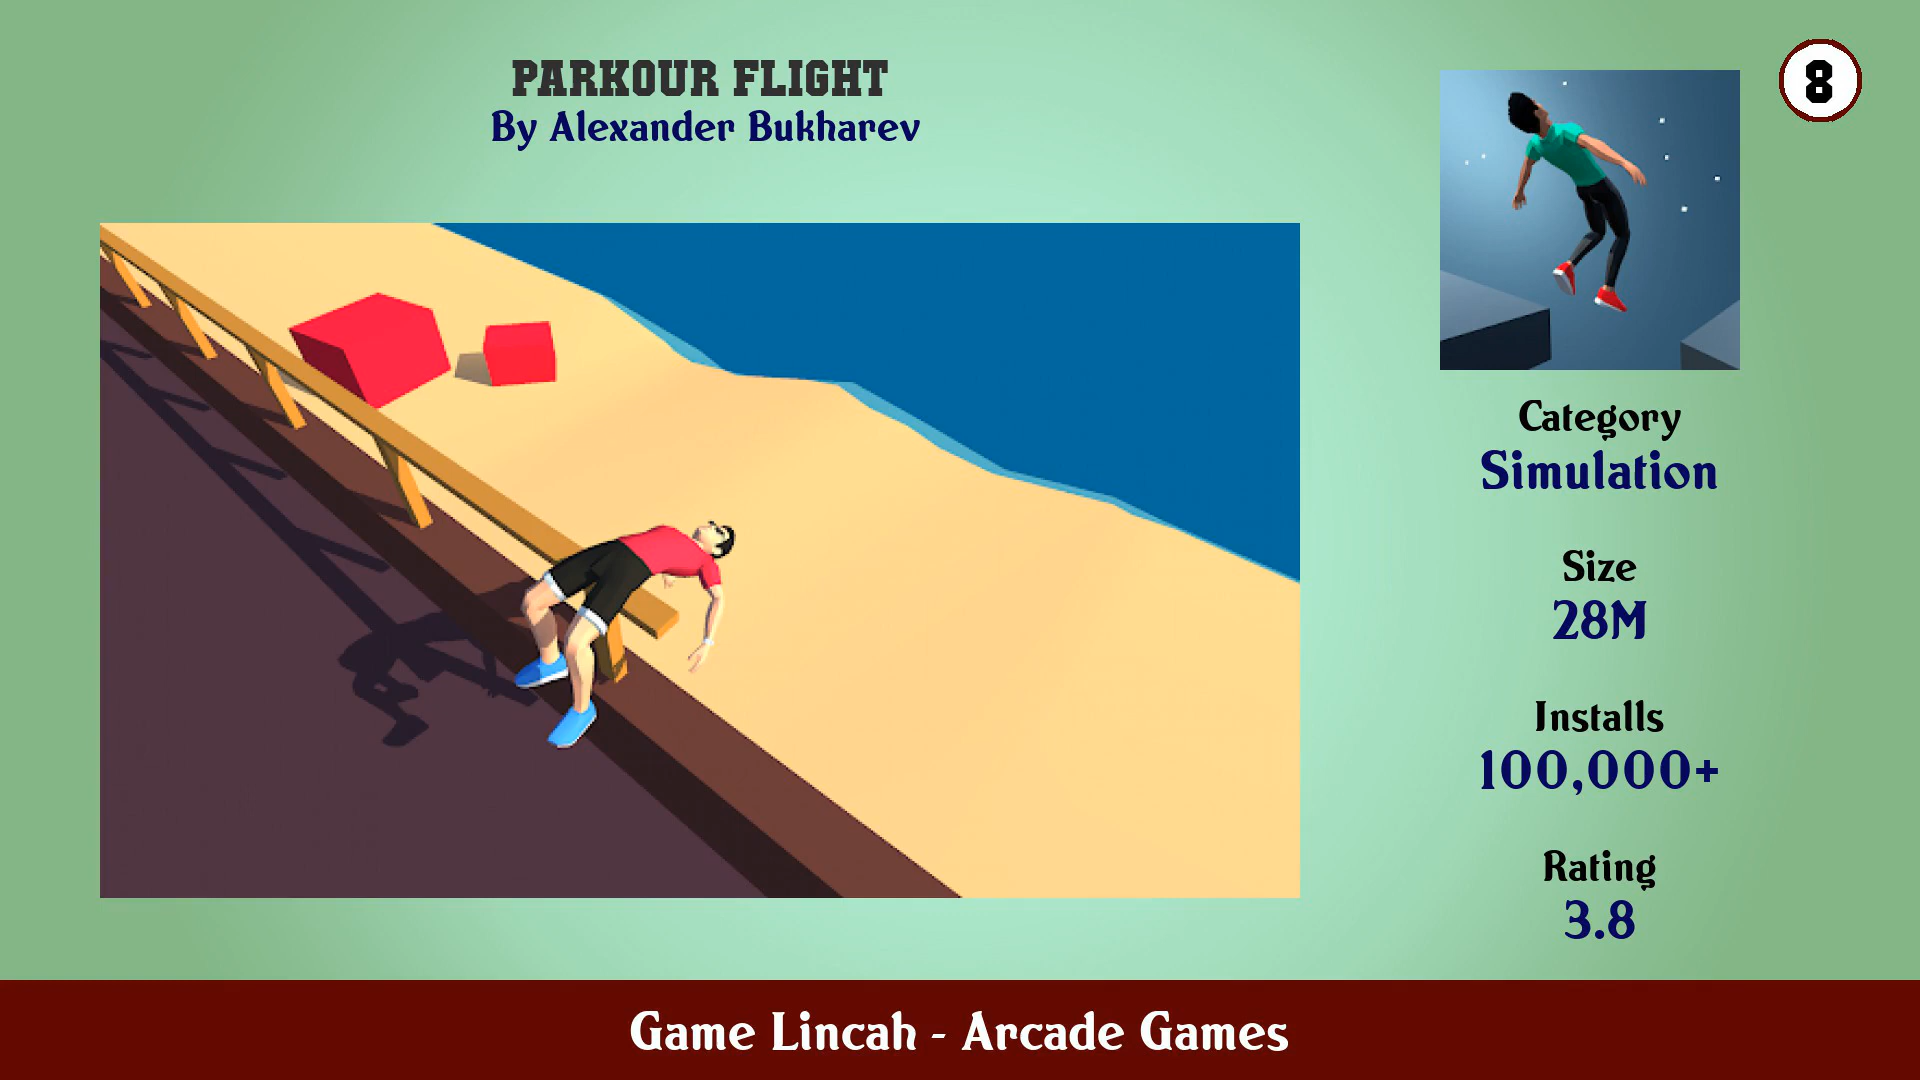 PARKOUR FLIGHT
By Alexander Bukharev
8
Category
Simulation
Size
28M
Installs
100,000+
Rating
3.8
Game Lincah - Arcade Games